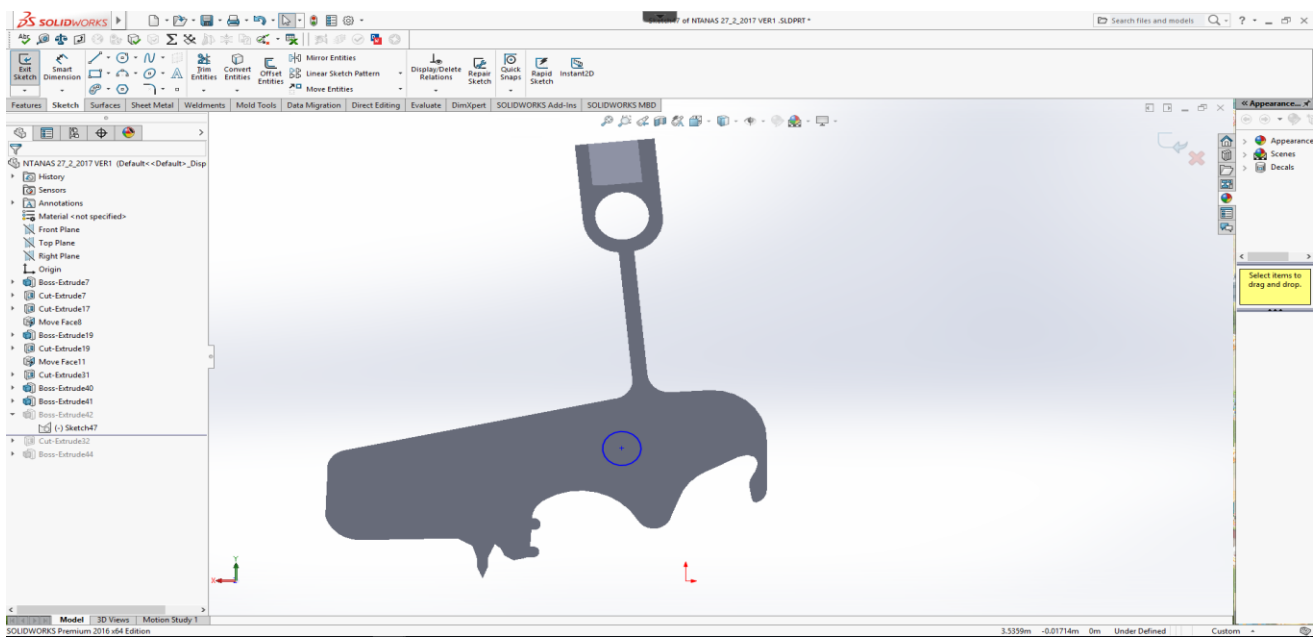 SOLIDWORKS
7 of NTANAS 27_2_2017 VER1 .SLDPRT *
Search files and models
?
Exit Sketch
Smart Dimension
Trim Entities
Convert Entities
Offset Entities
Mirror Entities
Linear Sketch Pattern
Move Entities
Display/Delete Relations
Repair Sketch
Quick Snaps
Rapid Sketch
Instant2D
Features Sketch Surfaces Sheet Metal Weldments Mold Tools Data Migration Direct Editing Evaluate DimXpert SOLIDWORKS Add-Ins SOLIDWORKS MBD
Appearance...
NTANAS 27_2_2017 VER1 (Default<<Default>_Disp
History
Sensors
Annotations
Material <not specified>
Front Plane
Top Plane
Right Plane
Origin
Boss-Extrude7
Cut-Extrude7
Cut-Extrude17
Move Face8
Boss-Extrude19
Cut-Extrude19
Move Face11
Cut-Extrude31
Boss-Extrude40
Boss-Extrude41
Boss-Extrude42
(-) Sketch47
Cut-Extrude32
Boss-Extrude44
Appearance
Scenes
Decals
Select items to
drag and drop.
Y
Model 3D Views Motion Study 1
SOLIDWORKS Premium 2016 x64 Edition
3.5359m -0.01714m 0m Under Defined Custom